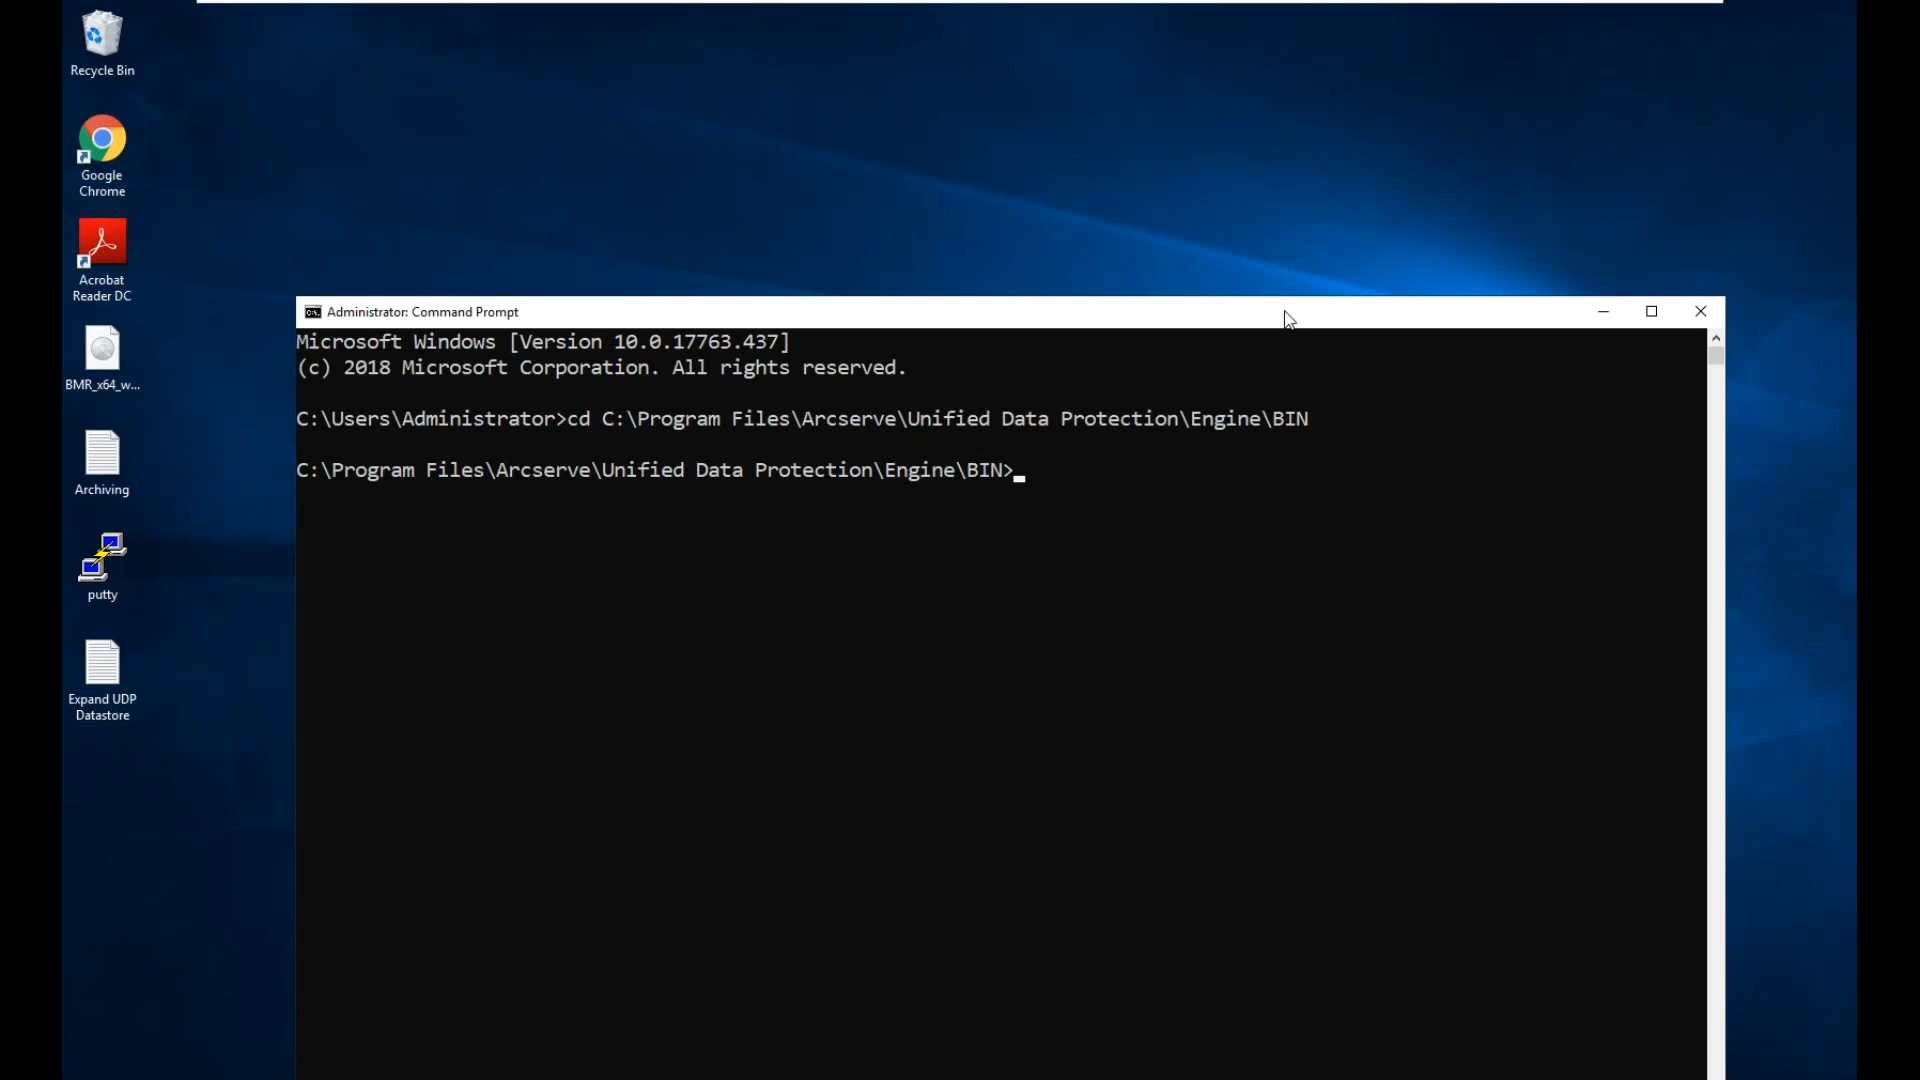 Recycle Bin
Google
Chrome
Acrobat
Reader DC
BMR_x64_w...
Archiving
putty
Expand UDP
Datastore
Administrator: Command Prompt
Microsoft Windows [Version 10.0.17763.437]
(c) 2018 Microsoft Corporation. All rights reserved.
C:\Users\Administrator>cd C:\Program Files\Arcserve\Unified Data Protection\Engine\BIN
C:\Program Files\Arcserve\Unified Data Protection\Engine\BIN>